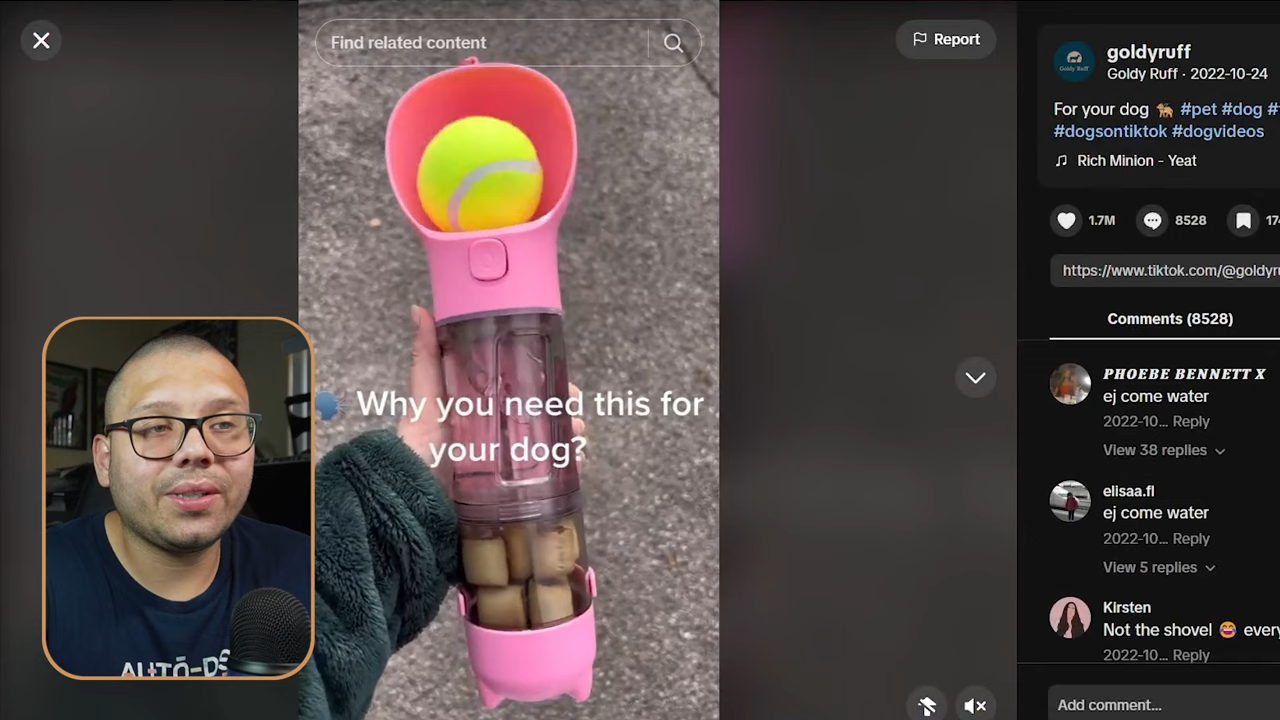 Find related content
Report
Why you need this for
your dog?
AUTŌ-DS
goldyruff
Goldy Ruff · 2022-10-24
For your dog 🐕 #pet #dog #
#dogsontiktok #dogvideos
Rich Minion - Yeat
1.7M
8528
17
https://www.tiktok.com/@goldyru
Comments (8528)
PHOEBE BENNETT X
ej come water
2022-10... Reply
View 38 replies
elisaa.fl
ej come water
2022-10... Reply
View 5 replies
Kirsten
Not the shovel 😂 every
2022-10... Reply
Add comment...